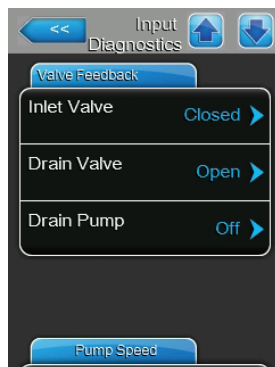 << Input
Diagnostics
Valve Feedback
Inlet Valve Closed
Drain Valve Open
Drain Pump Off
Pump Speed